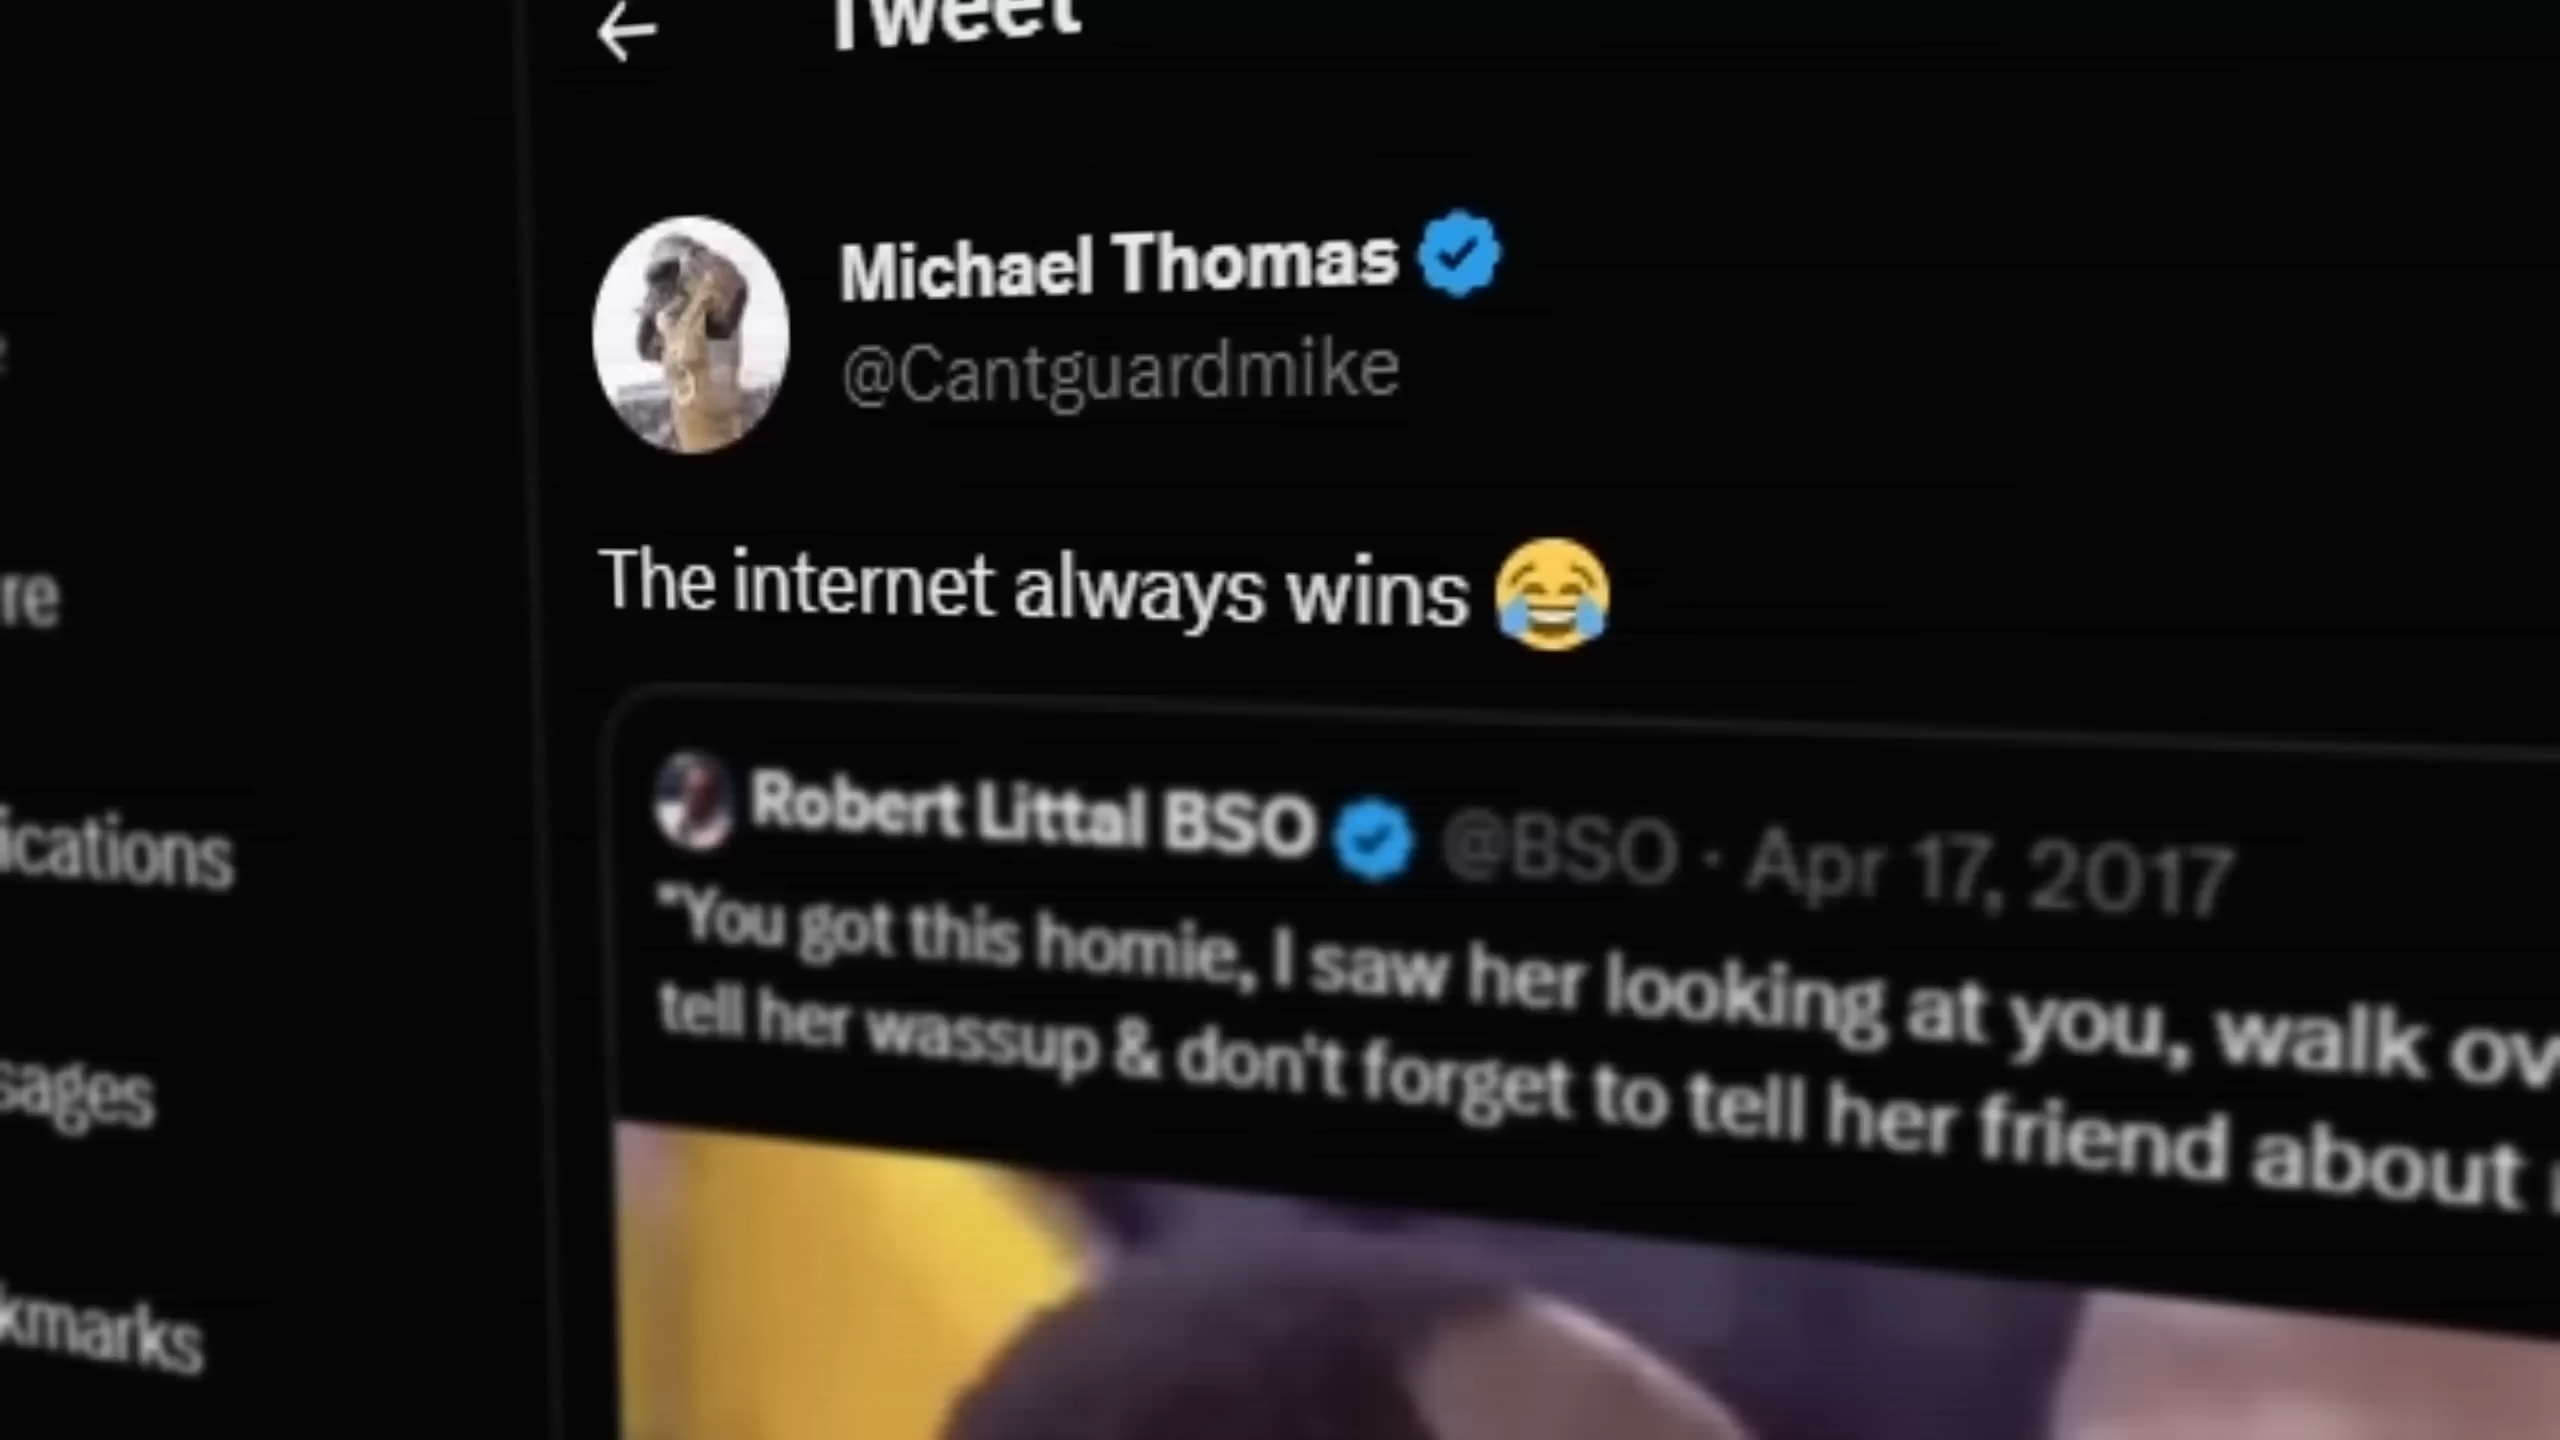 Tweet
Michael Thomas
@Cantguardmike
The internet always wins 😂
Robert Littal BSO @BSO · Apr 17, 2017
"You got this homie, I saw her looking at you, walk ov
tell her wassup & don't forget to tell her friend about
re
ications
sages
kmarks